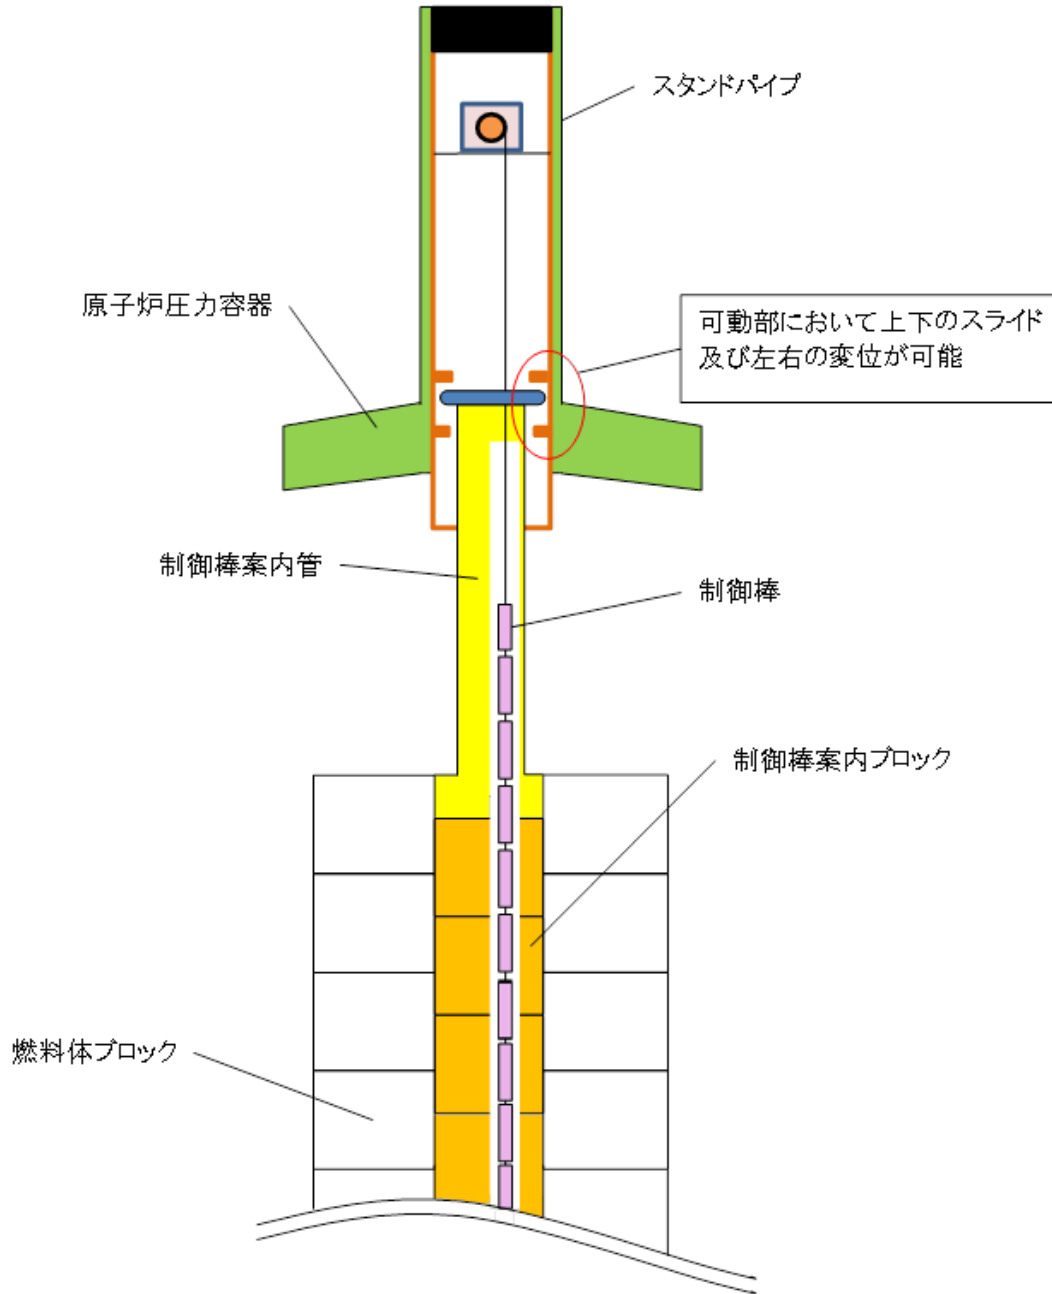 スタンドパイプ
原子炉圧力容器
可動部において上下のスライド
及び左右の変位が可能
制御棒案内管
制御棒
制御棒案内ブロック
燃料体ブロック